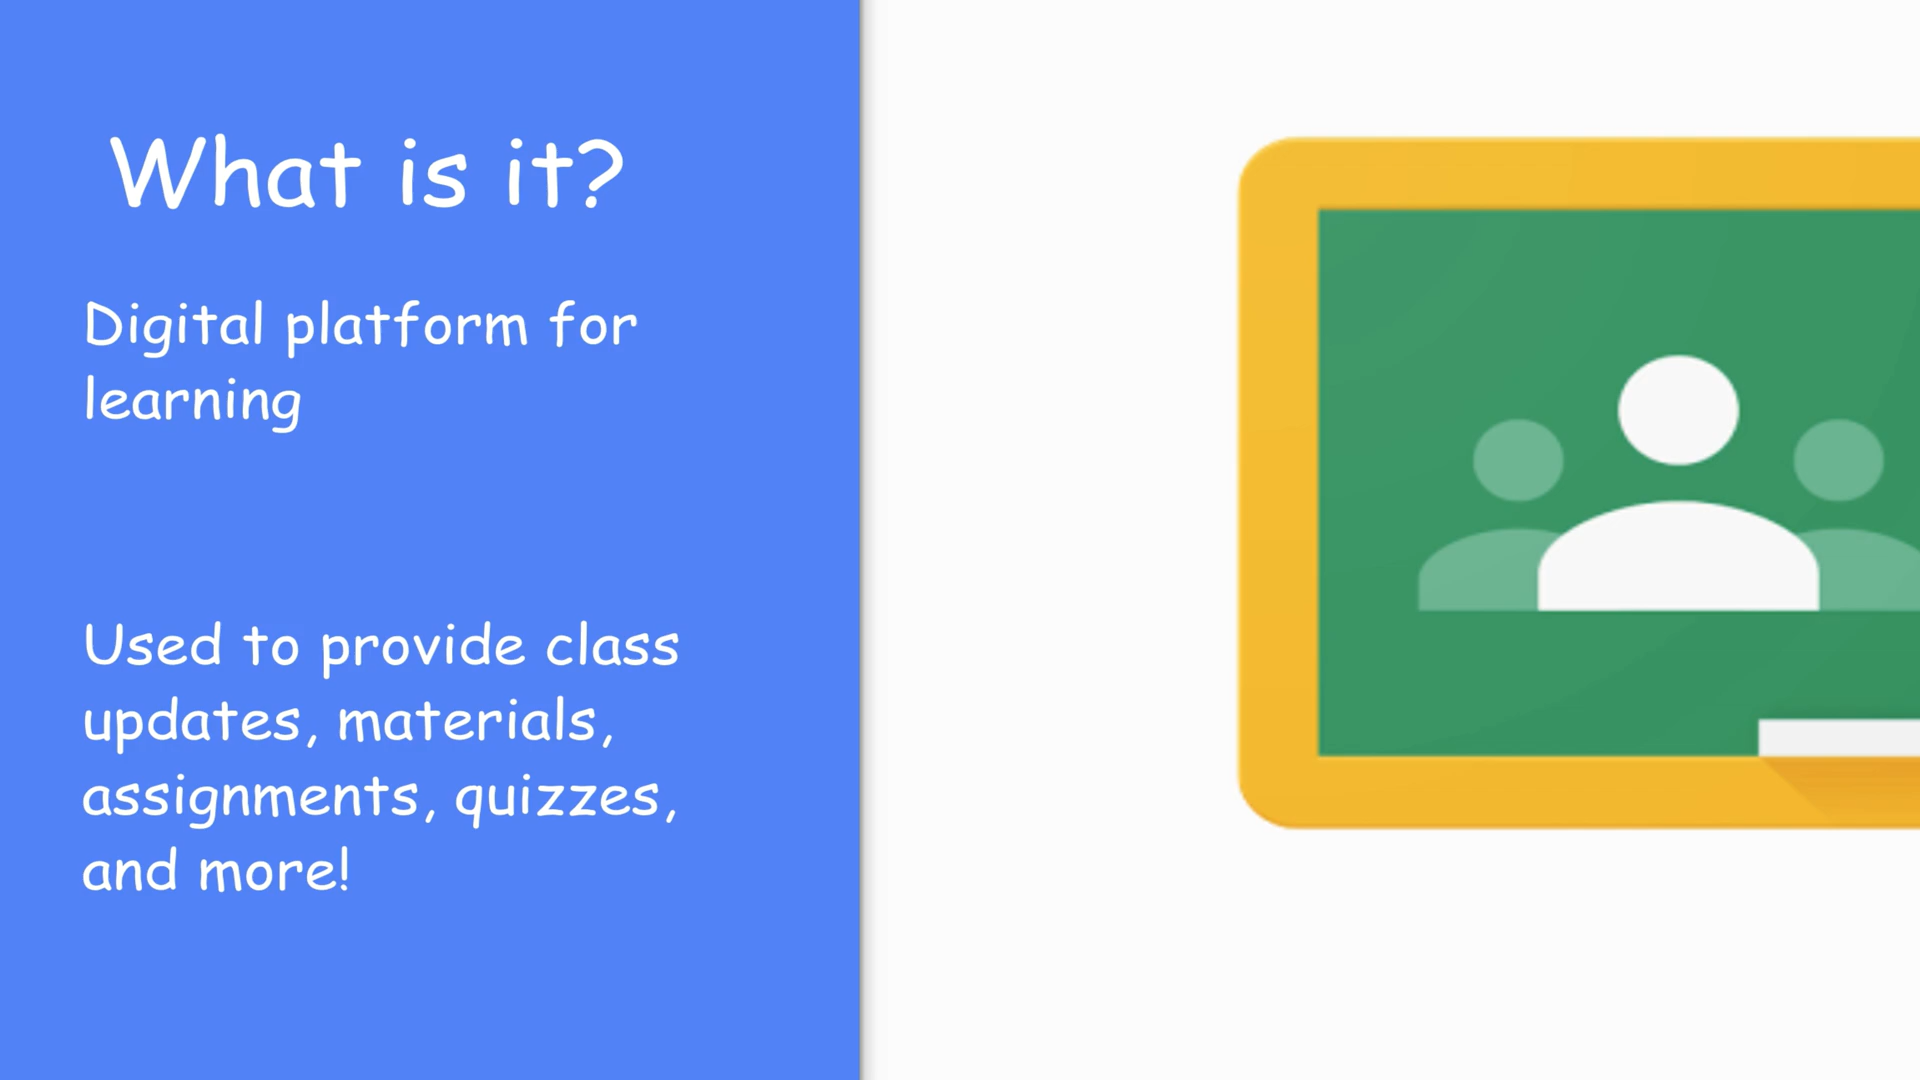 What is it?
Digital platform for
learning
Used to provide class
updates, materials,
assignments, quizzes,
and more!